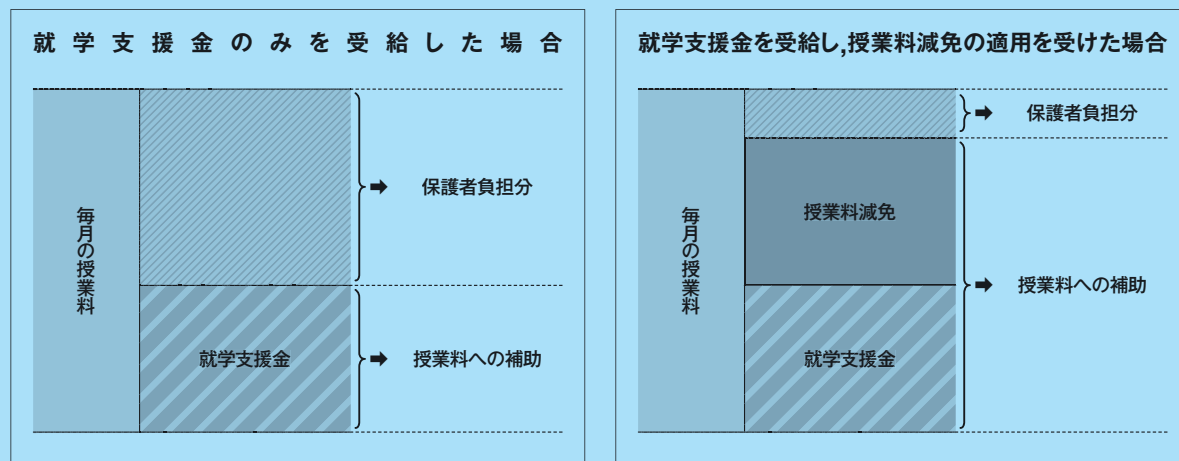 就学支援金のみを受給した場合
毎月の授業料
保護者負担分
就学支援金
授業料への補助
就学支援金を受給し,授業料減免の適用を受けた場合
毎月の授業料
保護者負担分
授業料減免
授業料への補助
就学支援金